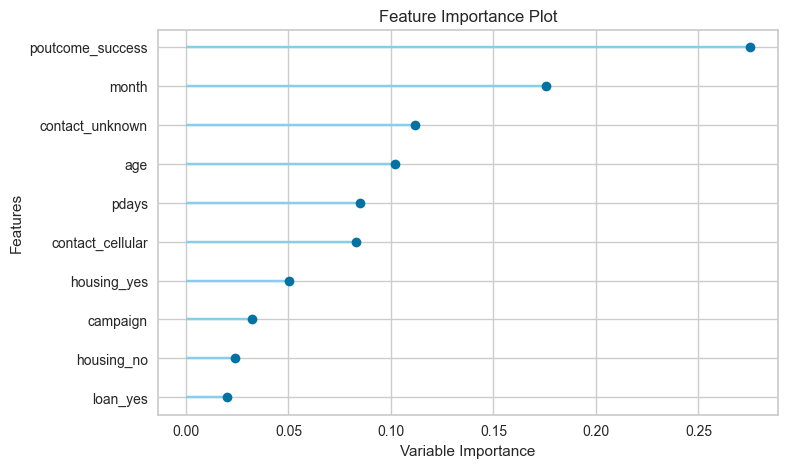 Feature Importance Plot
Features
poutcome_success
month
contact_unknown
age
pdays
contact_cellular
housing_yes
campaign
housing_no
loan_yes
0.00 0.05 0.10 0.15 0.20 0.25
Variable Importance